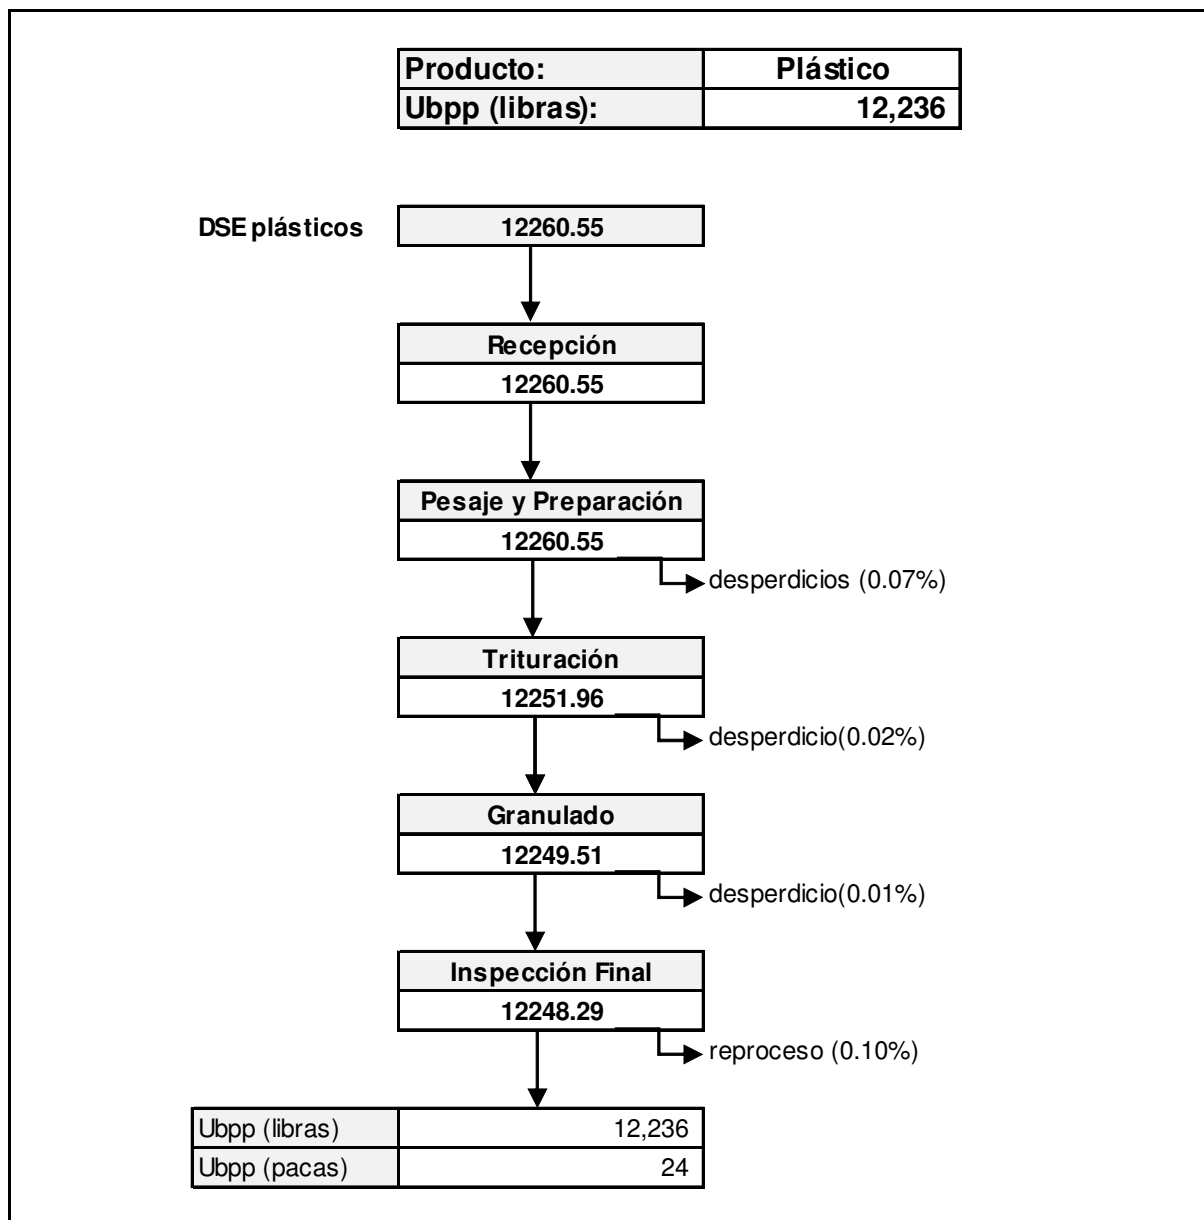 Producto: Plástico
Ubpp (libras): 12,236
DSE plásticos 12260.55
Recepción
12260.55
Pesaje y Preparación
12260.55
desperdicios (0.07%)
Trituración
12251.96
desperdicio(0.02%)
Granulado
12249.51
desperdicio(0.01%)
Inspección Final
12248.29
reproceso (0.10%)
Ubpp (libras) 12,236
Ubpp (pacas) 24